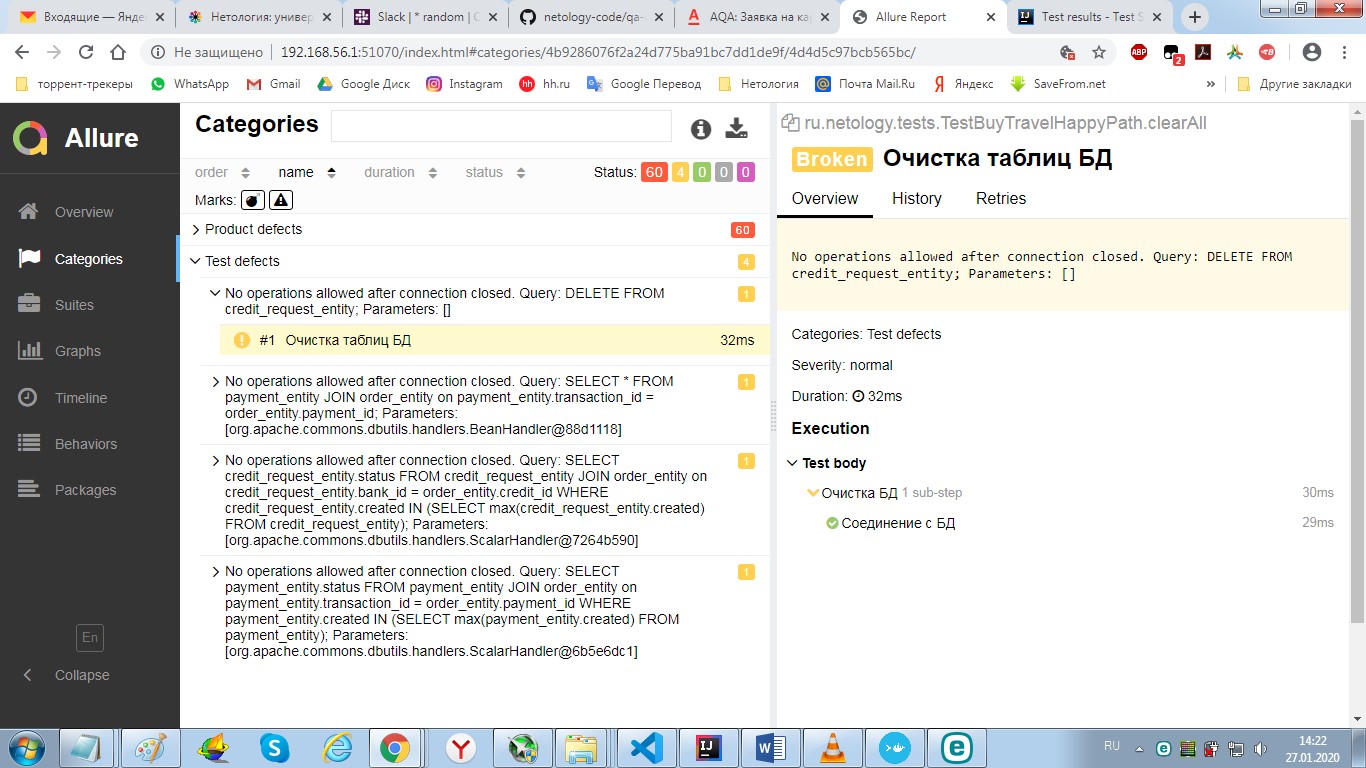 Входящие — Янде
Нетология: универ
Slack | * random | С
netology-code/qa-
AQA: Заявка на ка
Allure Report
Test results - Test S
Не защищено
192.168.56.1:51070/index.html#categories/4b9286076f2a24d775ba91bc7dd1de9f/4d4d5c97bcb565bc/
ABP
2
торрент-трекеры
WhatsApp
Gmail
Google Диск
Instagram
hh
hh.ru
Google Перевод
Нетология
Почта Mail.Ru
Яндекс
SaveFrom.net
»
Другие закладки
Allure
Overview
Categories
Suites
Graphs
Timeline
Behaviors
Packages
En
Collapse
Categories
order
name
duration
status
Status: 60 4 0 0 0
Marks:
Product defects 60
Test defects 4
No operations allowed after connection closed. Query: DELETE FROM 1
credit_request_entity; Parameters: []
#1 Очистка таблиц БД 32ms
No operations allowed after connection closed. Query: SELECT * FROM 1
payment_entity JOIN order_entity on payment_entity.transaction_id =
order_entity.payment_id; Parameters:
[org.apache.commons.dbutils.handlers.BeanHandler@88d1118]
No operations allowed after connection closed. Query: SELECT 1
credit_request_entity.status FROM credit_request_entity JOIN order_entity on
credit_request_entity.bank_id = order_entity.credit_id WHERE
credit_request_entity.created IN (SELECT max(credit_request_entity.created)
FROM credit_request_entity); Parameters:
[org.apache.commons.dbutils.handlers.ScalarHandler@7264b590]
No operations allowed after connection closed. Query: SELECT 1
payment_entity.status FROM payment_entity JOIN order_entity on
payment_entity.transaction_id = order_entity.payment_id WHERE
payment_entity.created IN (SELECT max(payment_entity.created) FROM
payment_entity); Parameters:
[org.apache.commons.dbutils.handlers.ScalarHandler@6b5e6dc1]
ru.netology.tests.TestBuyTravelHappyPath.clearAll
Broken Очистка таблиц БД
Overview
History
Retries
No operations allowed after connection closed. Query: DELETE FROM
credit_request_entity; Parameters: []
Categories: Test defects
Severity: normal
Duration: 32ms
Execution
Test body
Очистка БД 1 sub-step 30ms
Соединение с БД 29ms
RU
14:22
27.01.2020